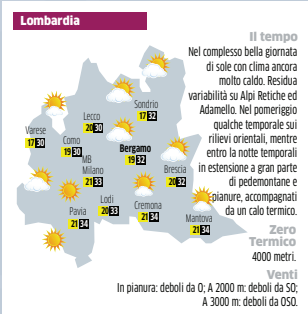 Lombardia
Il tempo
Nel complesso bella giornata
di sole con clima ancora
molto caldo. Residua
variabilità su Alpi Retiche ed
Adamello. Nel pomeriggio
qualche temporale sui
rilievi orientali, mentre
entro la notte temporali
in estensione a gran parte
di pedemontane e
pianure, accompagnati
da un calo termico.
Zero
Termico
4000 metri.
Venti
In pianura: deboli da O; A 2000 m: deboli da SO;
A 3000 m: deboli da OSO.
Sondrio
17 32
Lecco
20 30
Varese
17 30
Como
19 30
Bergamo
19 32
MB
Milano
21 33
Brescia
20 32
Lodi
20 33
Cremona
21 34
Pavia
21 34
Mantova
21 34